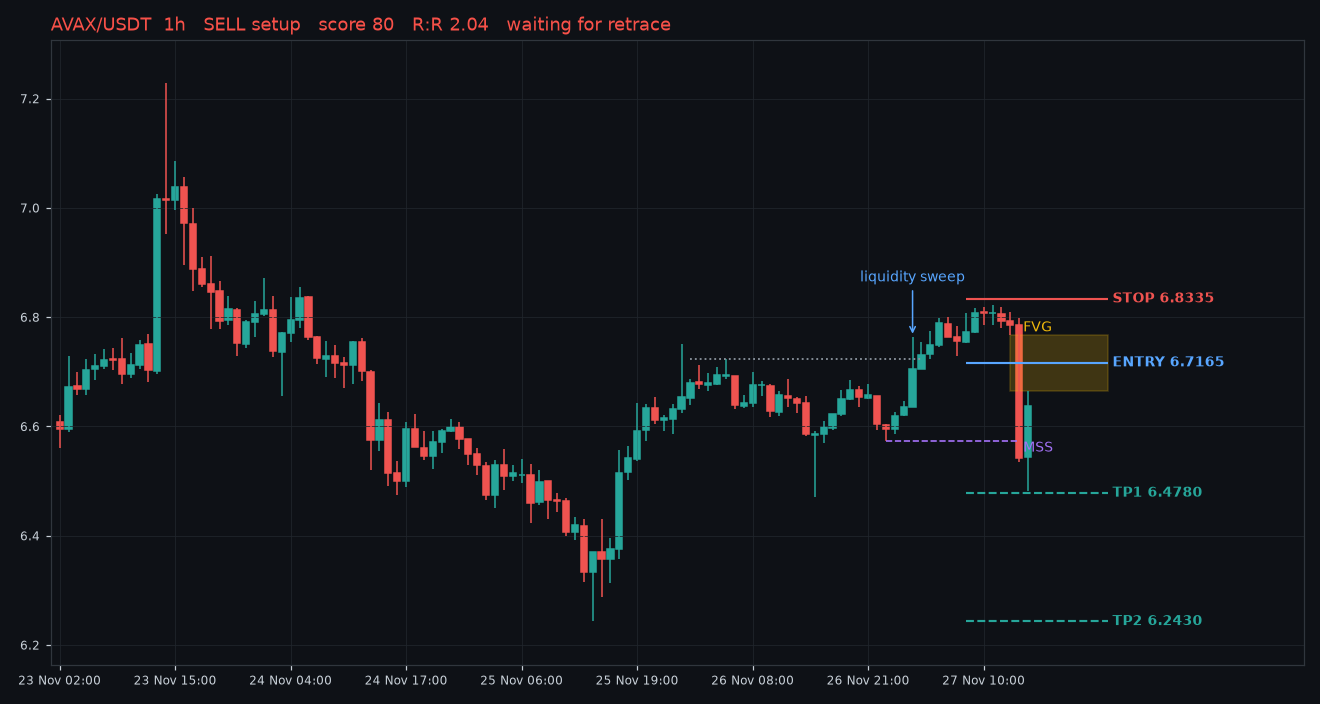 AVAX/USDT 1h SELL setup score 80 R:R 2.04 waiting for retrace
7.2
7.0
6.8
6.6
6.4
6.2
liquidity sweep
STOP 6.8335
FVG
ENTRY 6.7165
MSS
TP1 6.4780
TP2 6.2430
23 Nov 02:00
23 Nov 15:00
24 Nov 04:00
24 Nov 17:00
25 Nov 06:00
25 Nov 19:00
26 Nov 08:00
26 Nov 21:00
27 Nov 10:00